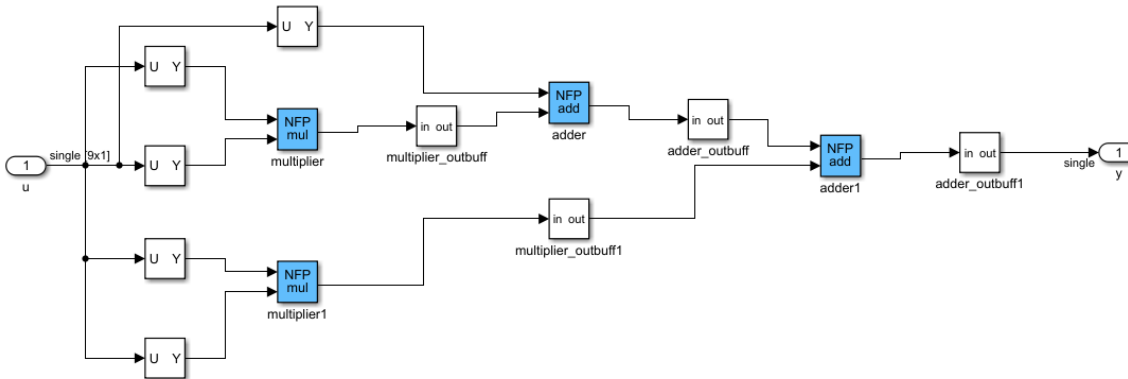 U Y
U Y
NFP
add
adder
NFP
mul
multiplier
in out
multiplier_outbuff
in out
adder_outbuff
single [9x1]
1
u
U Y
NFP
add
adder1
in out
adder_outbuff1
single
1
y
in out
multiplier_outbuff1
U Y
NFP
mul
multiplier1
U Y